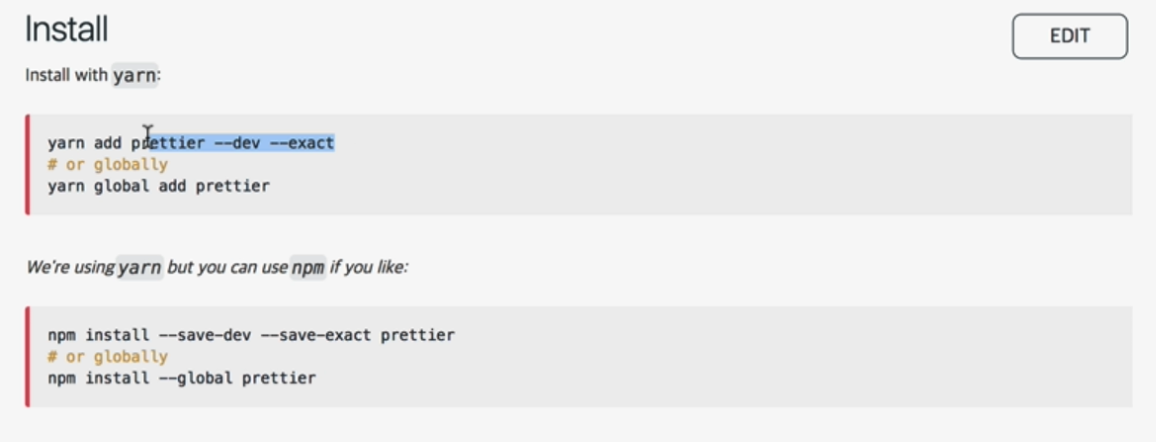 Install
EDIT
Install with yarn:
yarn add prettier --dev --exact
# or globally
yarn global add prettier
We're using yarn but you can use npm if you like:
npm install --save-dev --save-exact prettier
# or globally
npm install --global prettier